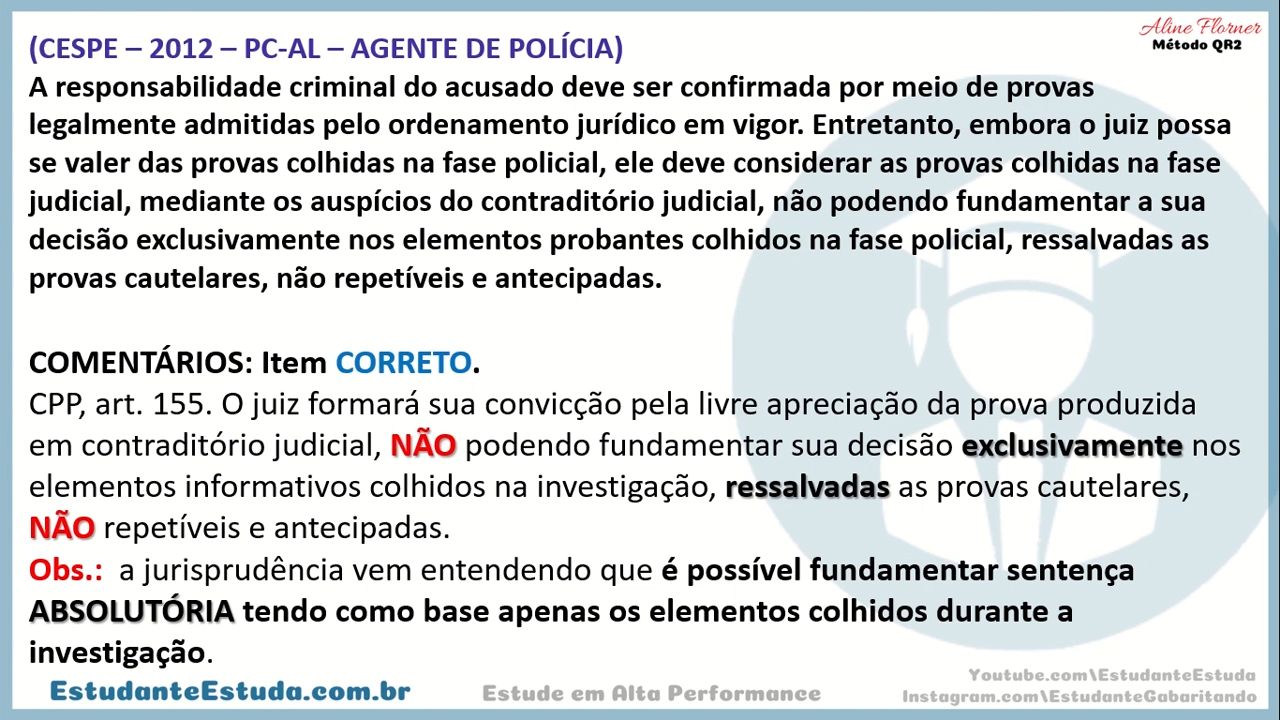 Aline Florner
Método QR2
(CESPE – 2012 – PC-AL – AGENTE DE POLÍCIA)
A responsabilidade criminal do acusado deve ser confirmada por meio de provas
legalmente admitidas pelo ordenamento jurídico em vigor. Entretanto, embora o juiz possa
se valer das provas colhidas na fase policial, ele deve considerar as provas colhidas na fase
judicial, mediante os auspícios do contraditório judicial, não podendo fundamentar a sua
decisão exclusivamente nos elementos probantes colhidos na fase policial, ressalvadas as
provas cautelares, não repetíveis e antecipadas.
COMENTÁRIOS: Item CORRETO.
CPP, art. 155. O juiz formará sua convicção pela livre apreciação da prova produzida
em contraditório judicial, NÃO podendo fundamentar sua decisão exclusivamente nos
elementos informativos colhidos na investigação, ressalvadas as provas cautelares,
NÃO repetíveis e antecipadas.
Obs.: a jurisprudência vem entendendo que é possível fundamentar sentença
ABSOLUTÓRIA tendo como base apenas os elementos colhidos durante a
investigação.
EstudanteEstuda.com.br
Estude em Alta Performance
Youtube.com\EstudanteEstuda
Instagram.com\EstudanteGabaritando